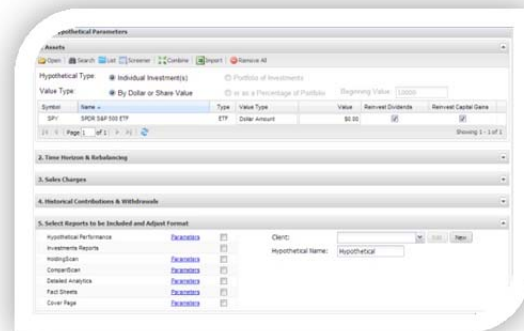 Hypothetical Parameters
Assets
Open Search List Screener Combine Import Remove All
Hypothetical Type: Individual Investment(s) Portfolio of Investments
Value Type: By Dollar or Share Value or as a Percentage of Portfolio Beginning Value: 10000
Symbol Name Type Value Type Value Reinvest Dividends Reinvest Capital Gains
SPY SPDR S&P 500 ETF ETF Dollar Amount $0.00
Page 1 of 1 Showing 1 - 1 of 1
2. Time Horizon & Rebalancing
3. Sales Charges
4. Historical Contributions & Withdrawals
5. Select Reports to be Included and Adjust Format
Hypothetical Performance Parameters Client: Edit New
Investments Reports Hypothetical Name: Hypothetical
HoldingScan Parameters
CompariScan Parameters
Detailed Analytics Parameters
Fact Sheets Parameters
Cover Page Parameters